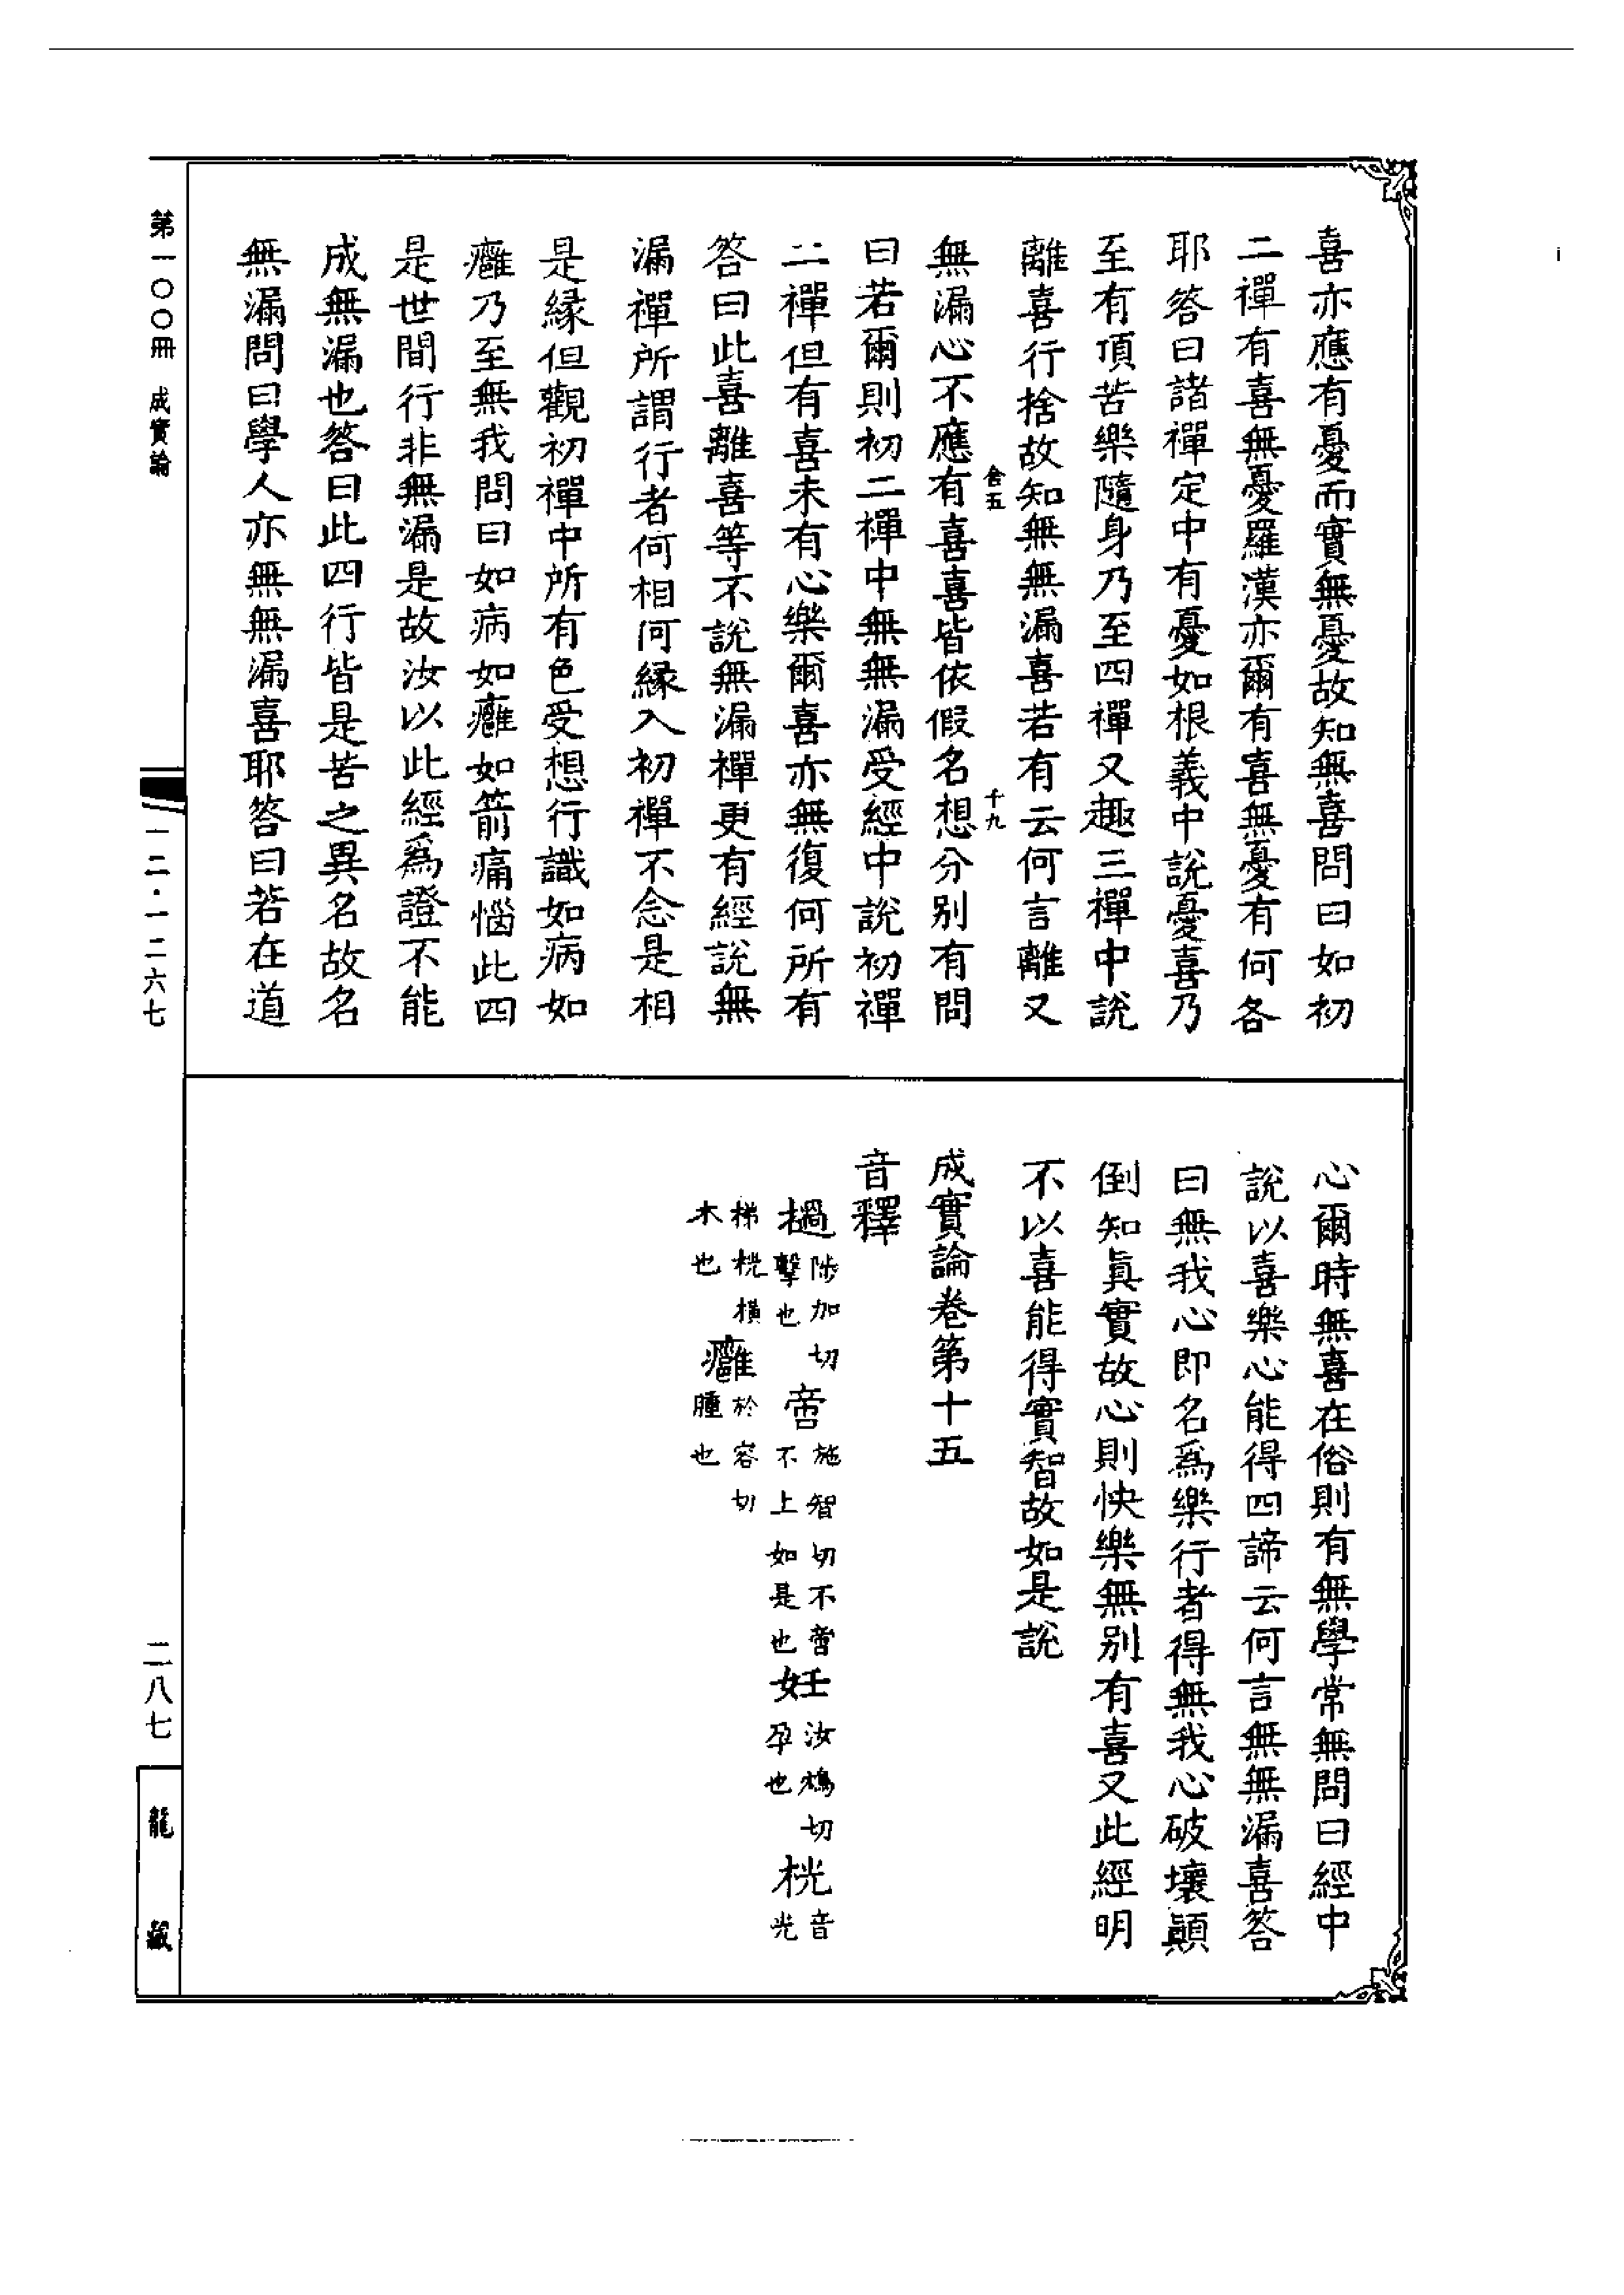 喜亦應有憂而實無憂故知無喜問曰如初
二禪有喜無憂羅漢亦爾有喜無憂有何各
耶答曰諸禪定中有憂如根義中說憂喜乃
至有頂苦樂隨身乃至四禪又趣三禪中說
離喜行捨故知無無漏喜若有云何言離又
舍五 千九
無漏心不應有喜喜皆依假名想分别有問
曰若爾則初二禪中無無漏受經中說初禪
二禪但有喜未有心樂爾喜亦無復何所有
答曰此喜離喜等不說無漏禪更有經說無
漏禪所謂行者何相何緣入初禪不念是相
是緣但觀初禪中所有色受想行識如病如
癰乃至無我問曰如病如癰如箭痛惱此四
是世間行非無漏是故汝以此經爲證不能
成無漏也答曰此四行皆是苦之異名故名
無漏問曰學人亦無無漏喜耶答曰若在道
心爾時無喜在俗則有無學常無問曰經中
說以喜樂心能得四諦云何言無無漏喜答
曰無我心即名爲樂行者得無我心破壞顚
倒知眞實故心則快樂無别有喜又此經明
不以喜能得實智故如是說
成實論卷第十五
音釋
撾陟加切擊也 啻施智切不啻不上如是也 妊汝鴆切孕也 桄音光
梯桄橫木也 癰於容切腫也
第一〇〇冊 成實論
一二·一二六七
二八七
龍藏